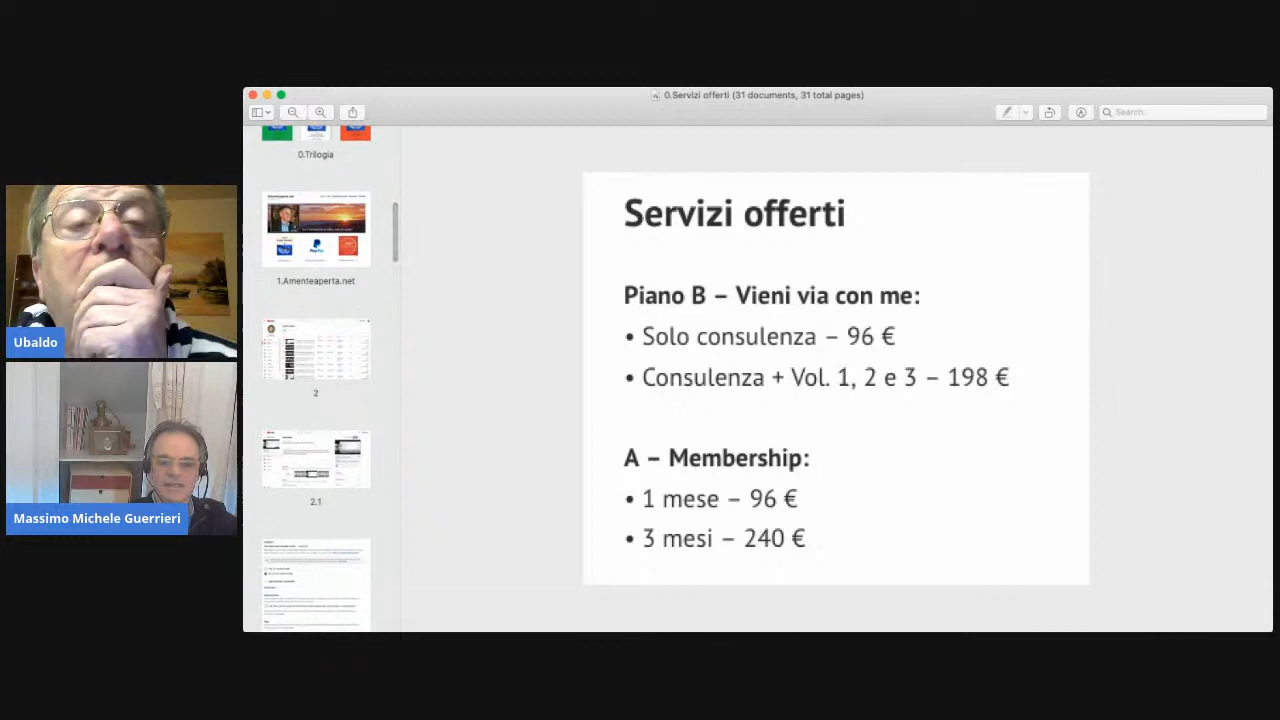 0.Servizi offerti (31 documents, 31 total pages)
Search
0.Trilogia
1.Amenteaperta.net
2
2.1
Servizi offerti
Piano B – Vieni via con me:
• Solo consulenza – 96 €
• Consulenza + Vol. 1, 2 e 3 – 198 €
A – Membership:
• 1 mese – 96 €
• 3 mesi – 240 €
Ubaldo
Massimo Michele Guerrieri